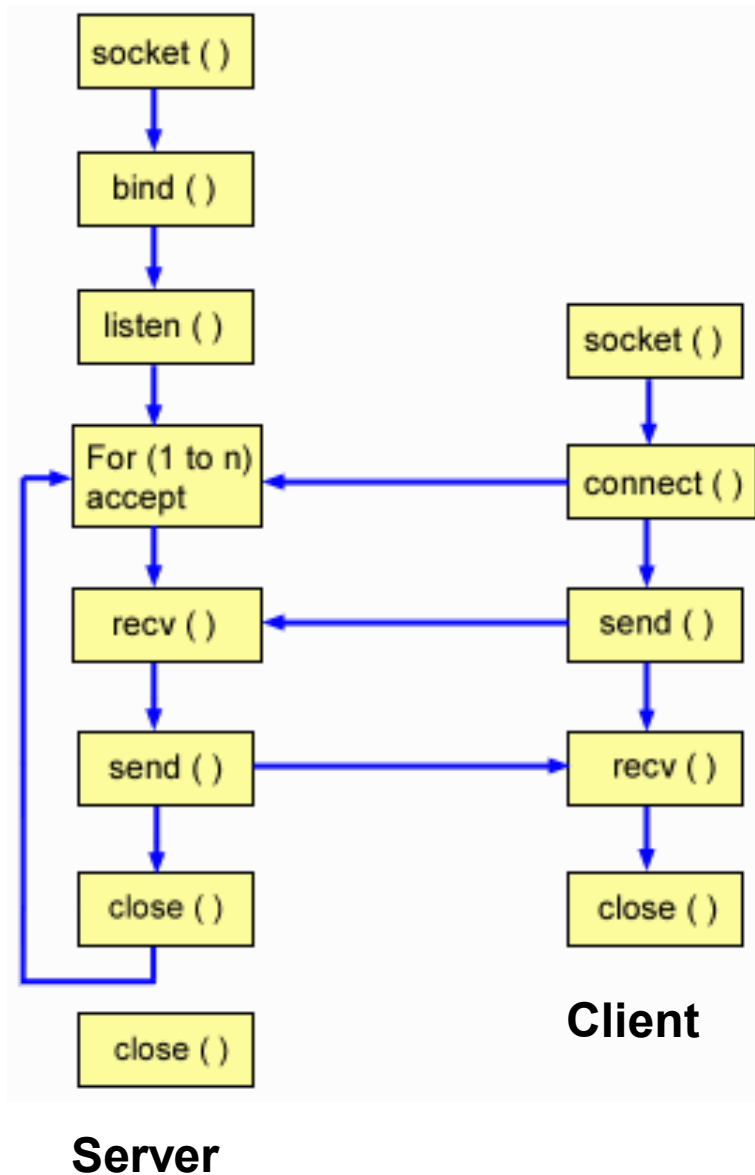 socket ( )
bind ( )
listen ( )
For (1 to n)
accept
recv ( )
send ( )
close ( )
close ( )
Server
socket ( )
connect ( )
send ( )
recv ( )
close ( )
Client